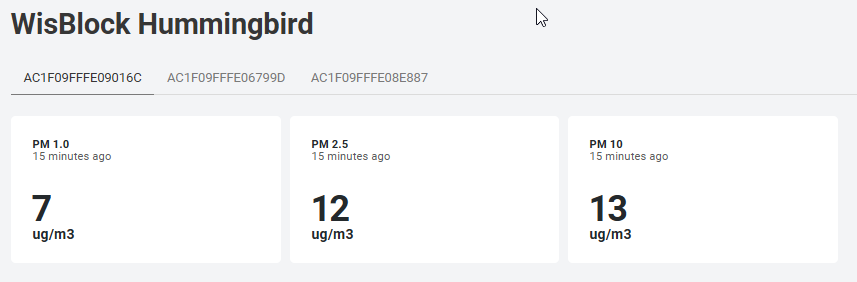 WisBlock Hummingbird
AC1F09FFFE09016C AC1F09FFFE06799D AC1F09FFFE08E887
PM 1.0
15 minutes ago
7
ug/m3
PM 2.5
15 minutes ago
12
ug/m3
PM 10
15 minutes ago
13
ug/m3